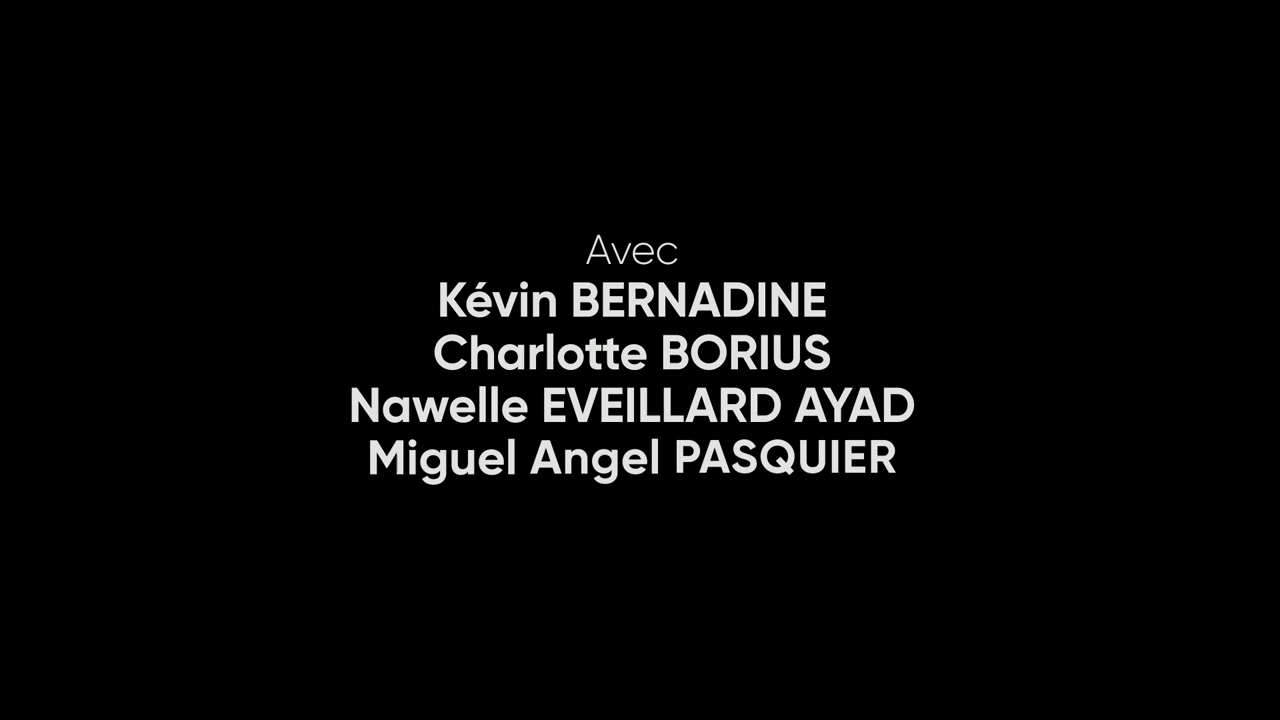 Avec
Kévin BERNADINE
Charlotte BORIUS
Nawelle EVEILLARD AYAD
Miguel Angel PASQUIER